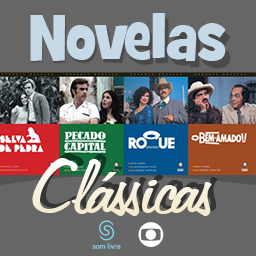 Novelas
SELVA
DE PEDRA
PECADO
CAPITAL
ROQUE
O BEM-AMADO!
Clássicas
som livre